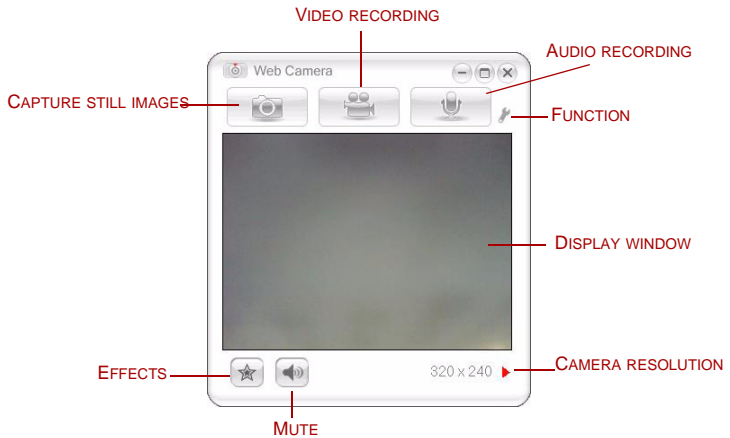 VIDEO RECORDING
AUDIO RECORDING
Web Camera
CAPTURE STILL IMAGES
FUNCTION
DISPLAY WINDOW
EFFECTS
320 x 240
CAMERA RESOLUTION
MUTE